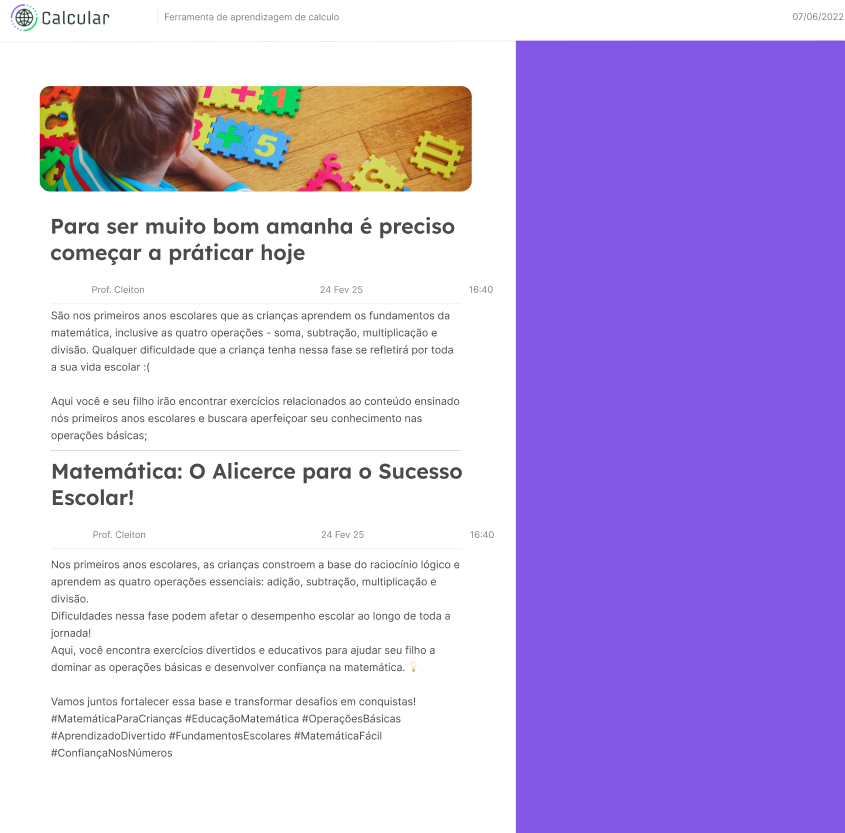 Calcular
Ferramenta de aprendizagem de calculo
07/06/2022
1 +
1
3 + 5
Para ser muito bom amanha é preciso
começar a práticar hoje
Prof. Cleiton 24 Fev 25 16:40
São nos primeiros anos escolares que as crianças aprendem os fundamentos da
matemática, inclusive as quatro operações - soma, subtração, multiplicação e
divisão. Qualquer dificuldade que a criança tenha nessa fase se refletirá por toda
a sua vida escolar :(
Aqui você e seu filho irão encontrar exercícios relacionados ao conteúdo ensinado
nós primeiros anos escolares e buscara aperfeiçoar seu conhecimento nas
operações básicas;
Matemática: O Alicerce para o Sucesso
Escolar!
Prof. Cleiton 24 Fev 25 16:40
Nos primeiros anos escolares, as crianças constroem a base do raciocínio lógico e
aprendem as quatro operações essenciais: adição, subtração, multiplicação e
divisão.
Dificuldades nessa fase podem afetar o desempenho escolar ao longo de toda a
jornada!
Aqui, você encontra exercícios divertidos e educativos para ajudar seu filho a
dominar as operações básicas e desenvolver confiança na matemática. 💡
Vamos juntos fortalecer essa base e transformar desafios em conquistas!
#MatemáticaParaCrianças #EducaçãoMatemática #OperaçõesBásicas
#AprendizadoDivertido #FundamentosEscolares #MatemáticaFácil
#ConfiançaNosNúmeros